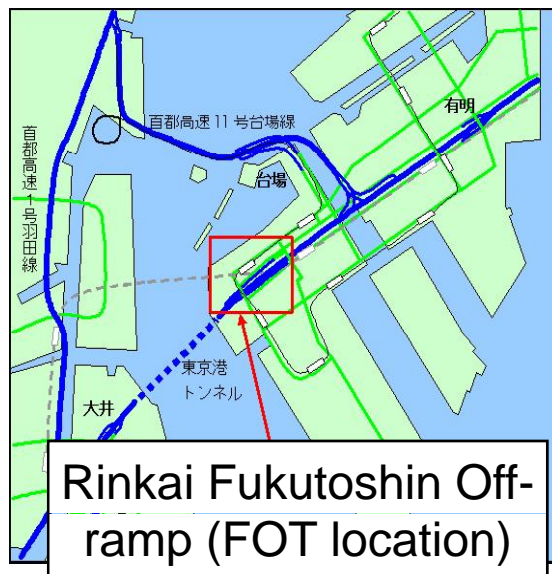 首都高速11号台場線
有明
首都高速1号羽田線
台場
東京港
トンネル
大井
Rinkai Fukutoshin Off-
ramp (FOT location)